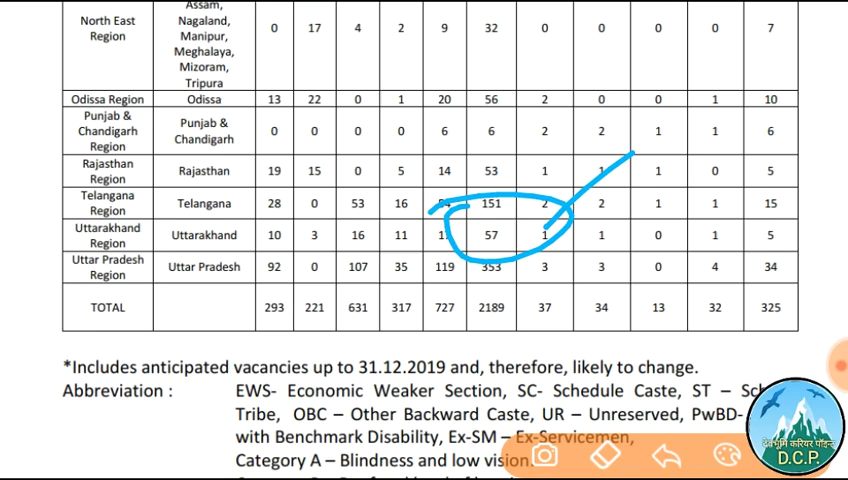 Assam,
North East Region Nagaland, Manipur, Meghalaya, Mizoram, Tripura 0 17 4 2 9 32 0 0 0 0 7
Odissa Region Odissa 13 22 0 1 20 56 2 0 0 1 10
Punjab & Chandigarh Region Punjab & Chandigarh 0 0 0 0 6 6 2 2 1 1 6
Rajasthan Region Rajasthan 19 15 0 5 14 53 1 1 1 0 5
Telangana Region Telangana 28 0 53 16 151 2 2 1 1 15
Uttarakhand Region Uttarakhand 10 3 16 11 57 1 1 0 1 5
Uttar Pradesh Region Uttar Pradesh 92 0 107 35 119 353 3 3 0 4 34
TOTAL 293 221 631 317 727 2189 37 34 13 32 325
*Includes anticipated vacancies up to 31.12.2019 and, therefore, likely to change.
Abbreviation : EWS- Economic Weaker Section, SC- Schedule Caste, ST –
Tribe, OBC – Other Backward Caste, UR – Unreserved, PwBD-
with Benchmark Disability, Ex-SM – Ex-Servicemen,
Category A – Blindness and low vision.
देवभूमि करियर पॉइन्ट
D.C.P.